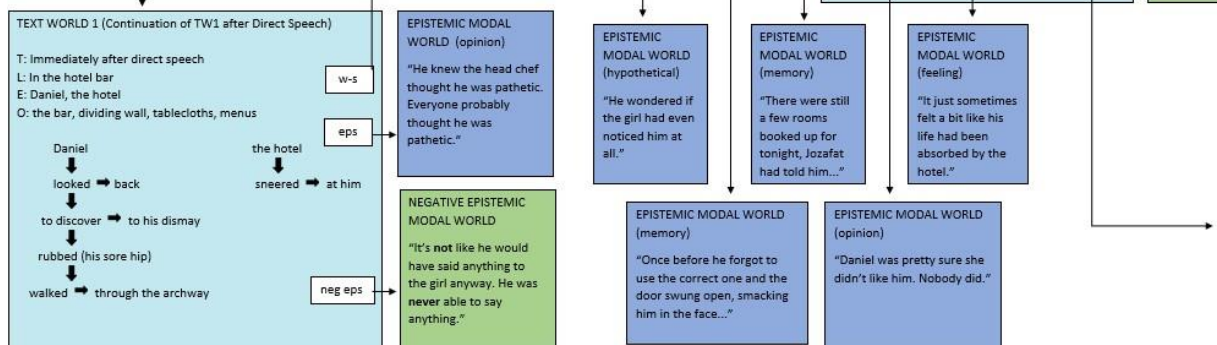 TEXT WORLD 1 (Continuation of TW1 after Direct Speech)
T: Immediately after direct speech
L: In the hotel bar
E: Daniel, the hotel
O: the bar, dividing wall, tablecloths, menus
Daniel
looked ➡ back
to discover ➡ to his dismay
rubbed (his sore hip)
walked ➡ through the archway
the hotel
sneered ➡ at him
w-s
eps
neg eps
EPISTEMIC MODAL
WORLD (opinion)
“He knew the head chef
thought he was pathetic.
Everyone probably
thought he was
pathetic.”
NEGATIVE EPISTEMIC
MODAL WORLD
“It’s not like he would
have said anything to
the girl anyway. He was
never able to say
anything.”
EPISTEMIC
MODAL WORLD
(hypothetical)
“He wondered if
the girl had even
noticed him at
all.”
EPISTEMIC
MODAL WORLD
(memory)
“There were still
a few rooms
booked up for
tonight, Jozafat
had told him...”
EPISTEMIC
MODAL WORLD
(feeling)
“It just sometimes
felt a bit like his
life had been
absorbed by the
hotel.”
EPISTEMIC MODAL WORLD
(memory)
“Once before he forgot to
use the correct one and the
door swung open, smacking
him in the face...”
EPISTEMIC MODAL WORLD
(opinion)
“Daniel was pretty sure she
didn’t like him. Nobody did.”